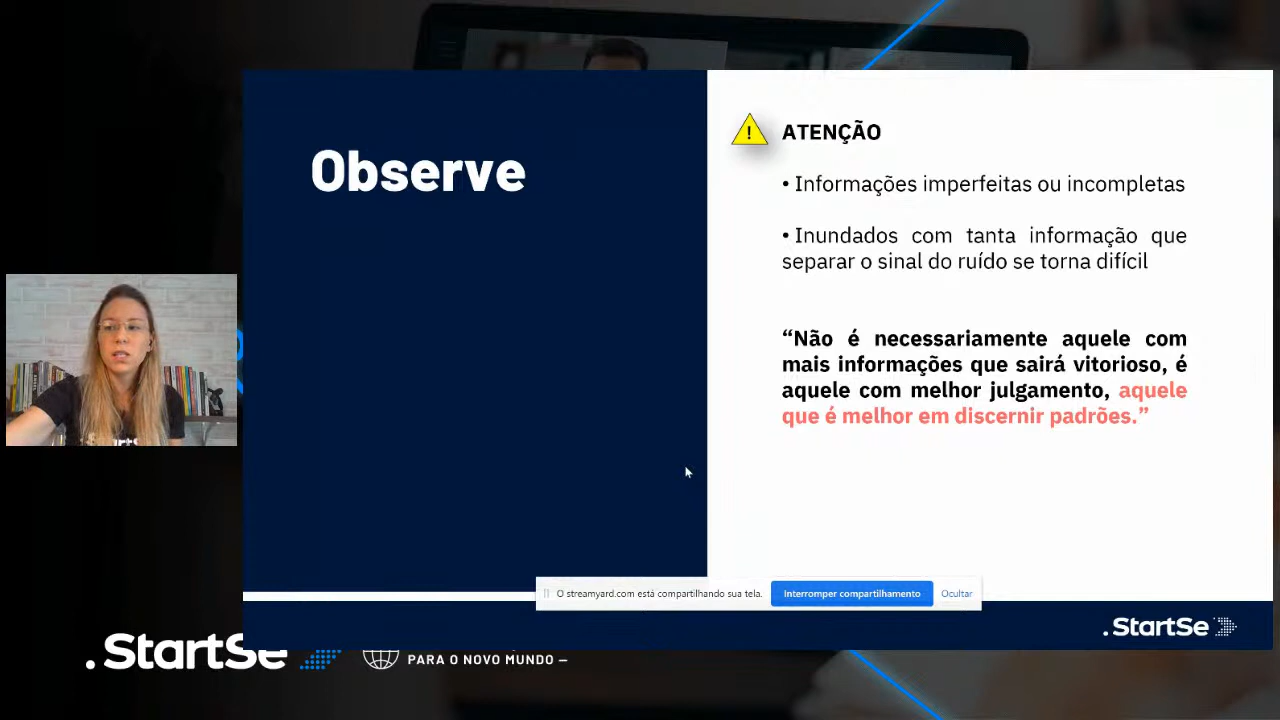 Observe
!
ATENÇÃO
• Informações imperfeitas ou incompletas
• Inundados com tanta informação que
separar o sinal do ruído se torna difícil
“Não é necessariamente aquele com
mais informações que sairá vitorioso, é
aquele com melhor julgamento, aquele
que é melhor em discernir padrões.”
O streamyard.com está compartilhando sua tela.
Interromper compartilhamento
Ocultar
.StartSe
.StartSe
PARA O NOVO MUNDO –